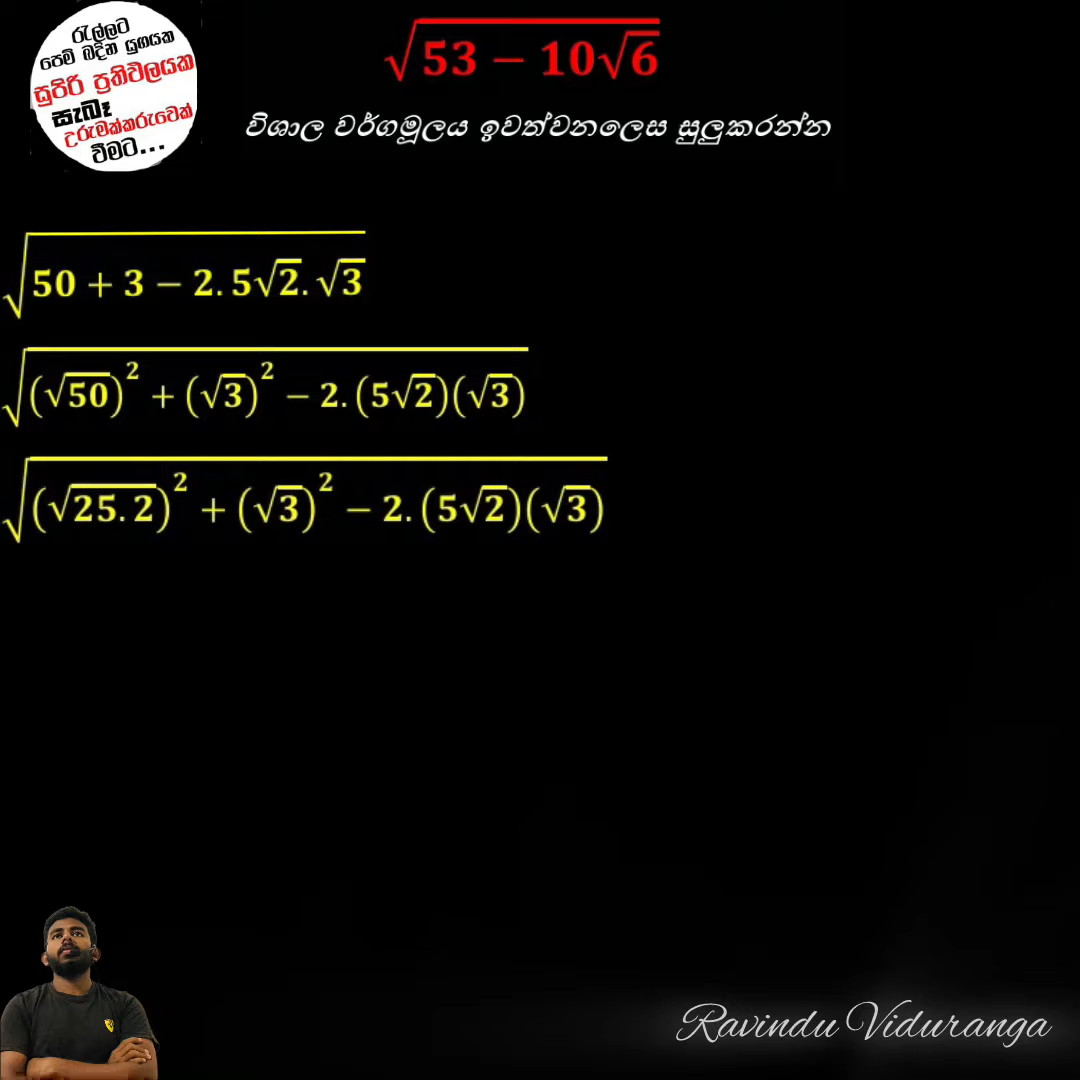 රැල්ලට
පෙම් බඳින යුගයක
සුපිරි ප්‍රතිඵලයක
සැබෑ
උරුමක්කරුවෙක්
වීමට...
√(53 − 10√6)
විශාල වර්ගමූලය ඉවත්වනලෙස සුලුකරන්න
√(50 + 3 − 2. 5√2. √3)
√((√50)² + (√3)² − 2. (5√2)(√3))
√((√25. 2)² + (√3)² − 2. (5√2)(√3))
Ravindu Viduranga